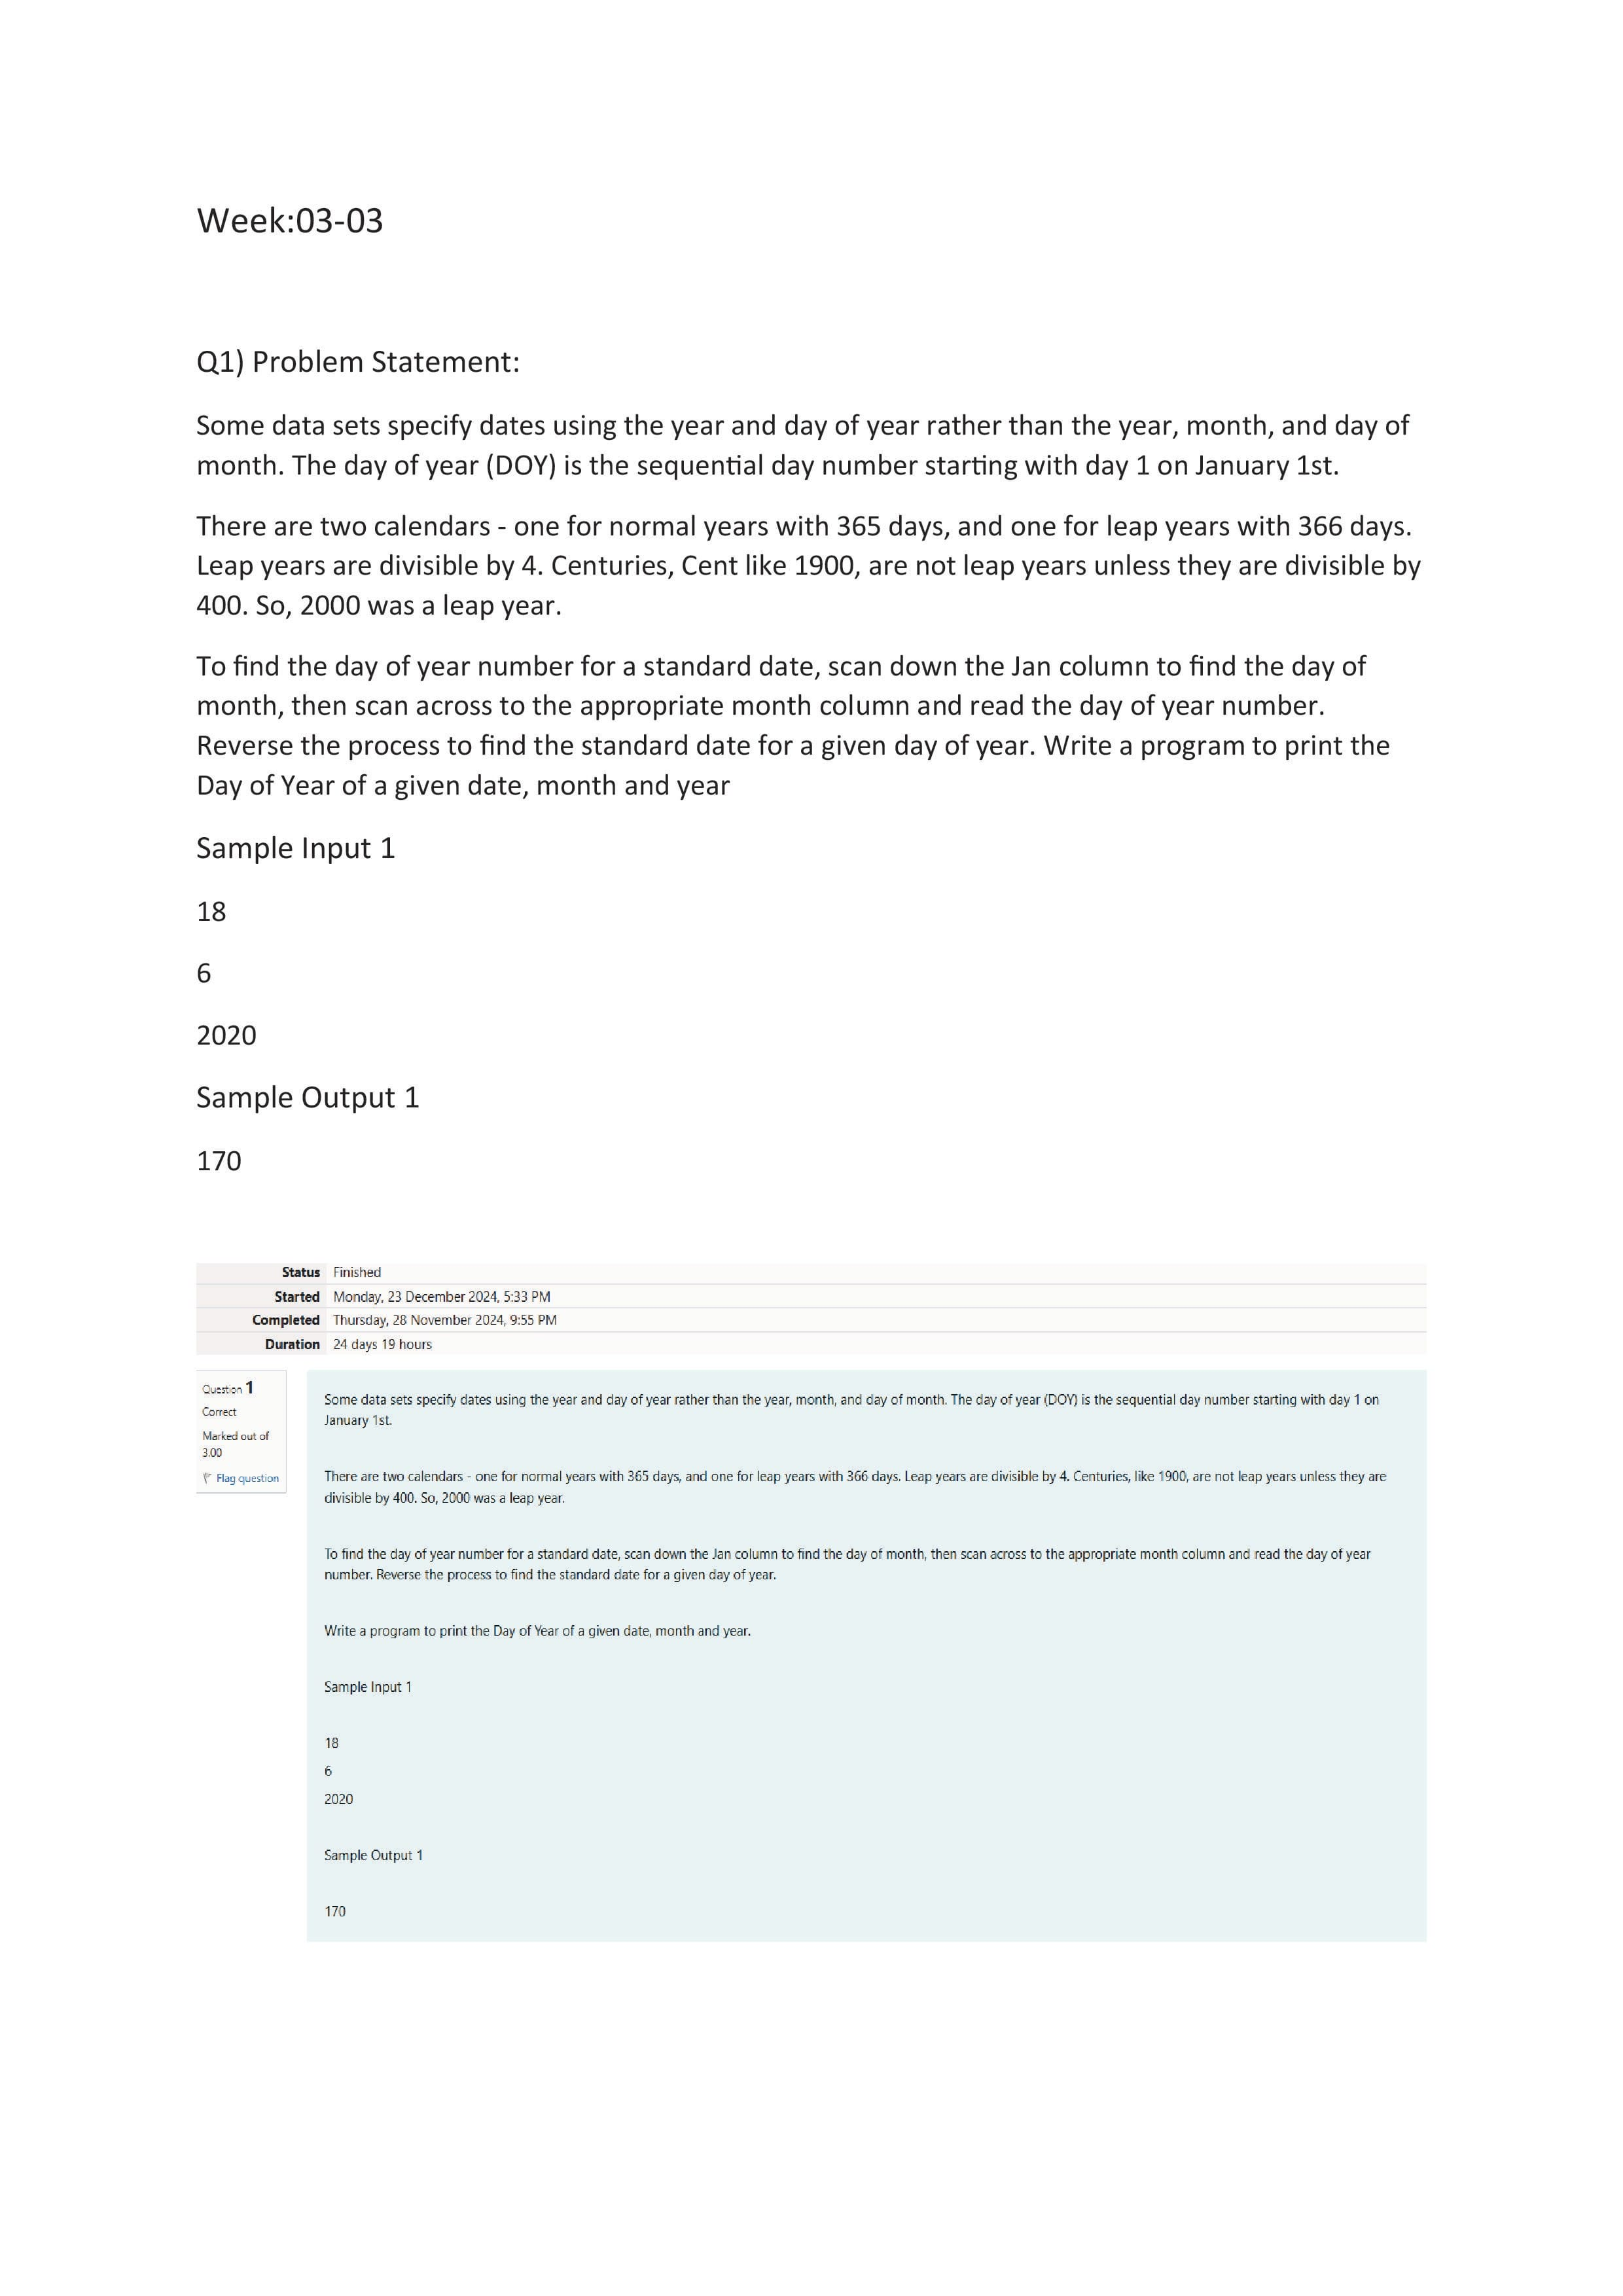 Week:03-03
Q1) Problem Statement:
Some data sets specify dates using the year and day of year rather than the year, month, and day of
month. The day of year (DOY) is the sequential day number starting with day 1 on January 1st.
There are two calendars - one for normal years with 365 days, and one for leap years with 366 days.
Leap years are divisible by 4. Centuries, Cent like 1900, are not leap years unless they are divisible by
400. So, 2000 was a leap year.
To find the day of year number for a standard date, scan down the Jan column to find the day of
month, then scan across to the appropriate month column and read the day of year number.
Reverse the process to find the standard date for a given day of year. Write a program to print the
Day of Year of a given date, month and year
Sample Input 1
18
6
2020
Sample Output 1
170
Status Finished
Started Monday, 23 December 2024, 5:33 PM
Completed Thursday, 28 November 2024, 9:55 PM
Duration 24 days 19 hours
Question 1
Correct
Marked out of
3.00
Flag question
Some data sets specify dates using the year and day of year rather than the year, month, and day of month. The day of year (DOY) is the sequential day number starting with day 1 on
January 1st.
There are two calendars - one for normal years with 365 days, and one for leap years with 366 days. Leap years are divisible by 4. Centuries, like 1900, are not leap years unless they are
divisible by 400. So, 2000 was a leap year.
To find the day of year number for a standard date, scan down the Jan column to find the day of month, then scan across to the appropriate month column and read the day of year
number. Reverse the process to find the standard date for a given day of year.
Write a program to print the Day of Year of a given date, month and year.
Sample Input 1
18
6
2020
Sample Output 1
170